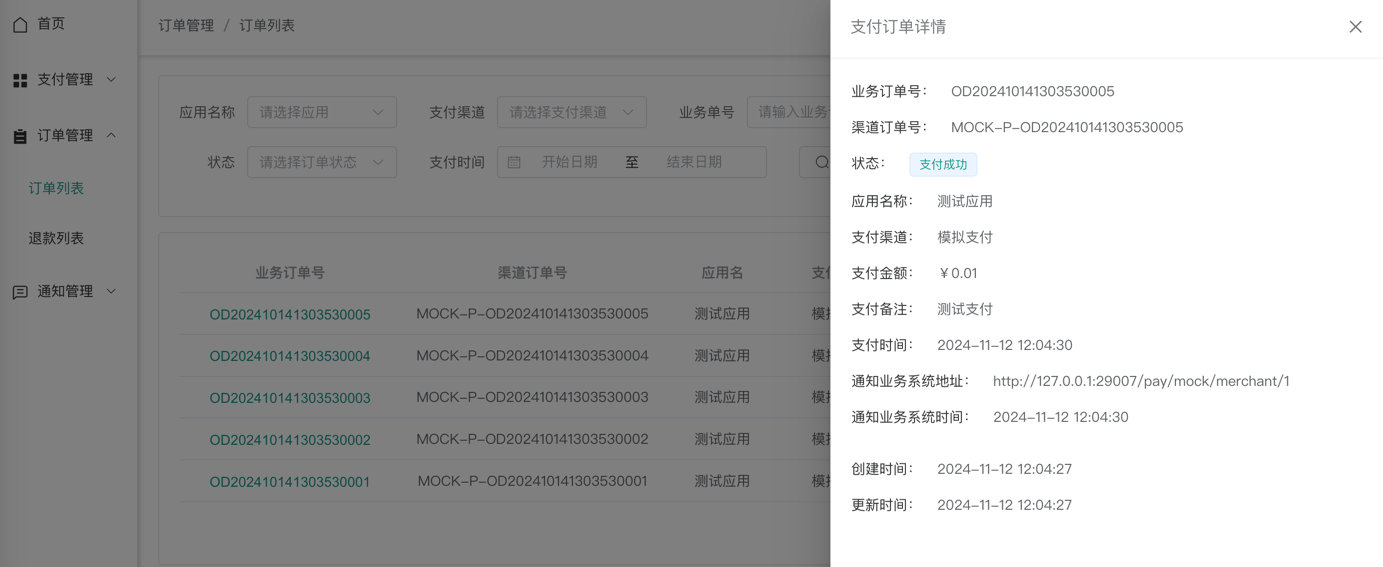 首页
支付管理
订单管理
订单列表
退款列表
通知管理
订单管理 / 订单列表
应用名称 请选择应用 支付渠道 请选择支付渠道 业务单号 请输入业务
状态 请选择订单状态 支付时间 开始日期 至 结束日期
业务订单号 渠道订单号 应用名
OD202410141303530005 MOCK-P-OD202410141303530005 测试应用
OD202410141303530004 MOCK-P-OD202410141303530004 测试应用
OD202410141303530003 MOCK-P-OD202410141303530003 测试应用
OD202410141303530002 MOCK-P-OD202410141303530002 测试应用
OD202410141303530001 MOCK-P-OD202410141303530001 测试应用
支付订单详情
业务订单号： OD202410141303530005
渠道订单号： MOCK-P-OD202410141303530005
状态： 支付成功
应用名称： 测试应用
支付渠道： 模拟支付
支付金额： ￥0.01
支付备注： 测试支付
支付时间： 2024-11-12 12:04:30
通知业务系统地址： http://127.0.0.1:29007/pay/mock/merchant/1
通知业务系统时间： 2024-11-12 12:04:30
创建时间： 2024-11-12 12:04:27
更新时间： 2024-11-12 12:04:27